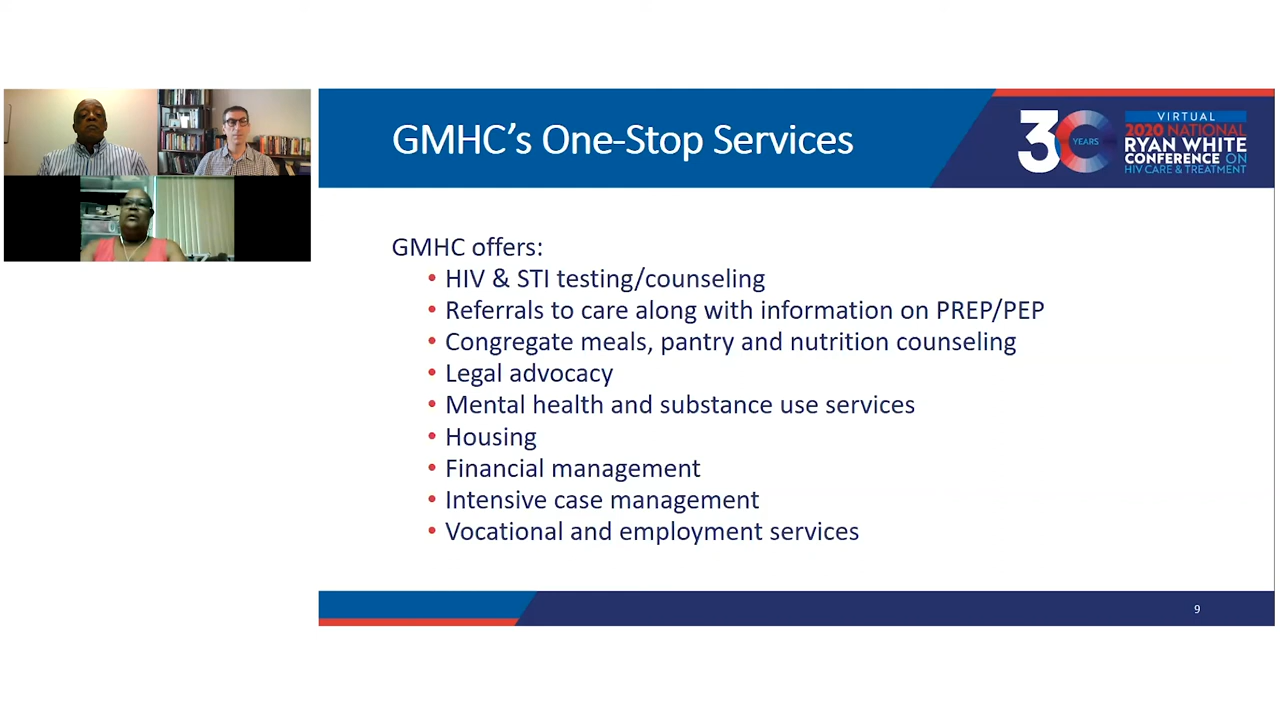 GMHC's One-Stop Services
30 YEARS
VIRTUAL
2020 NATIONAL
RYAN WHITE
CONFERENCE ON
HIV CARE & TREATMENT
GMHC offers:
• HIV & STI testing/counseling
• Referrals to care along with information on PREP/PEP
• Congregate meals, pantry and nutrition counseling
• Legal advocacy
• Mental health and substance use services
• Housing
• Financial management
• Intensive case management
• Vocational and employment services
9